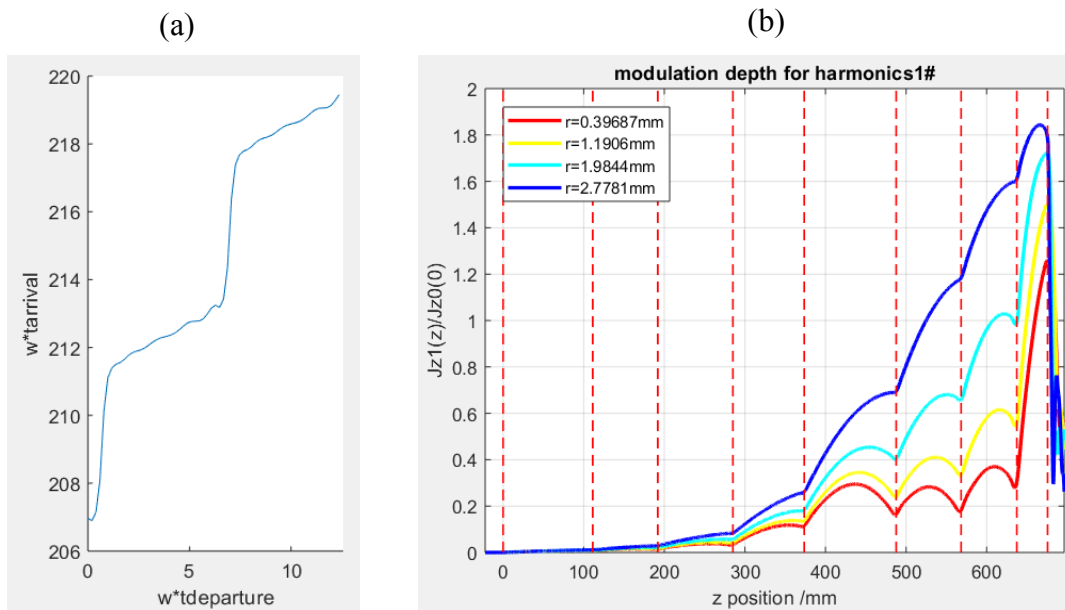 (a)
(b)
220
218
216
214
212
210
208
206
w*tarrival
0
5
10
w*tdeparture
modulation depth for harmonics1#
2
1.8
1.6
1.4
1.2
1
0.8
0.6
0.4
0.2
0
Jz1(z)/Jz0(0)
r=0.39687mm
r=1.1906mm
r=1.9844mm
r=2.7781mm
0
100
200
300
400
500
600
z position /mm